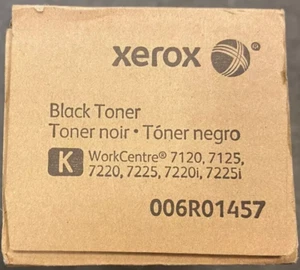 xerox
Black Toner
Toner noir • Tóner negro
K WorkCentre® 7120, 7125,
7220, 7225, 7220i, 7225i
006R01457